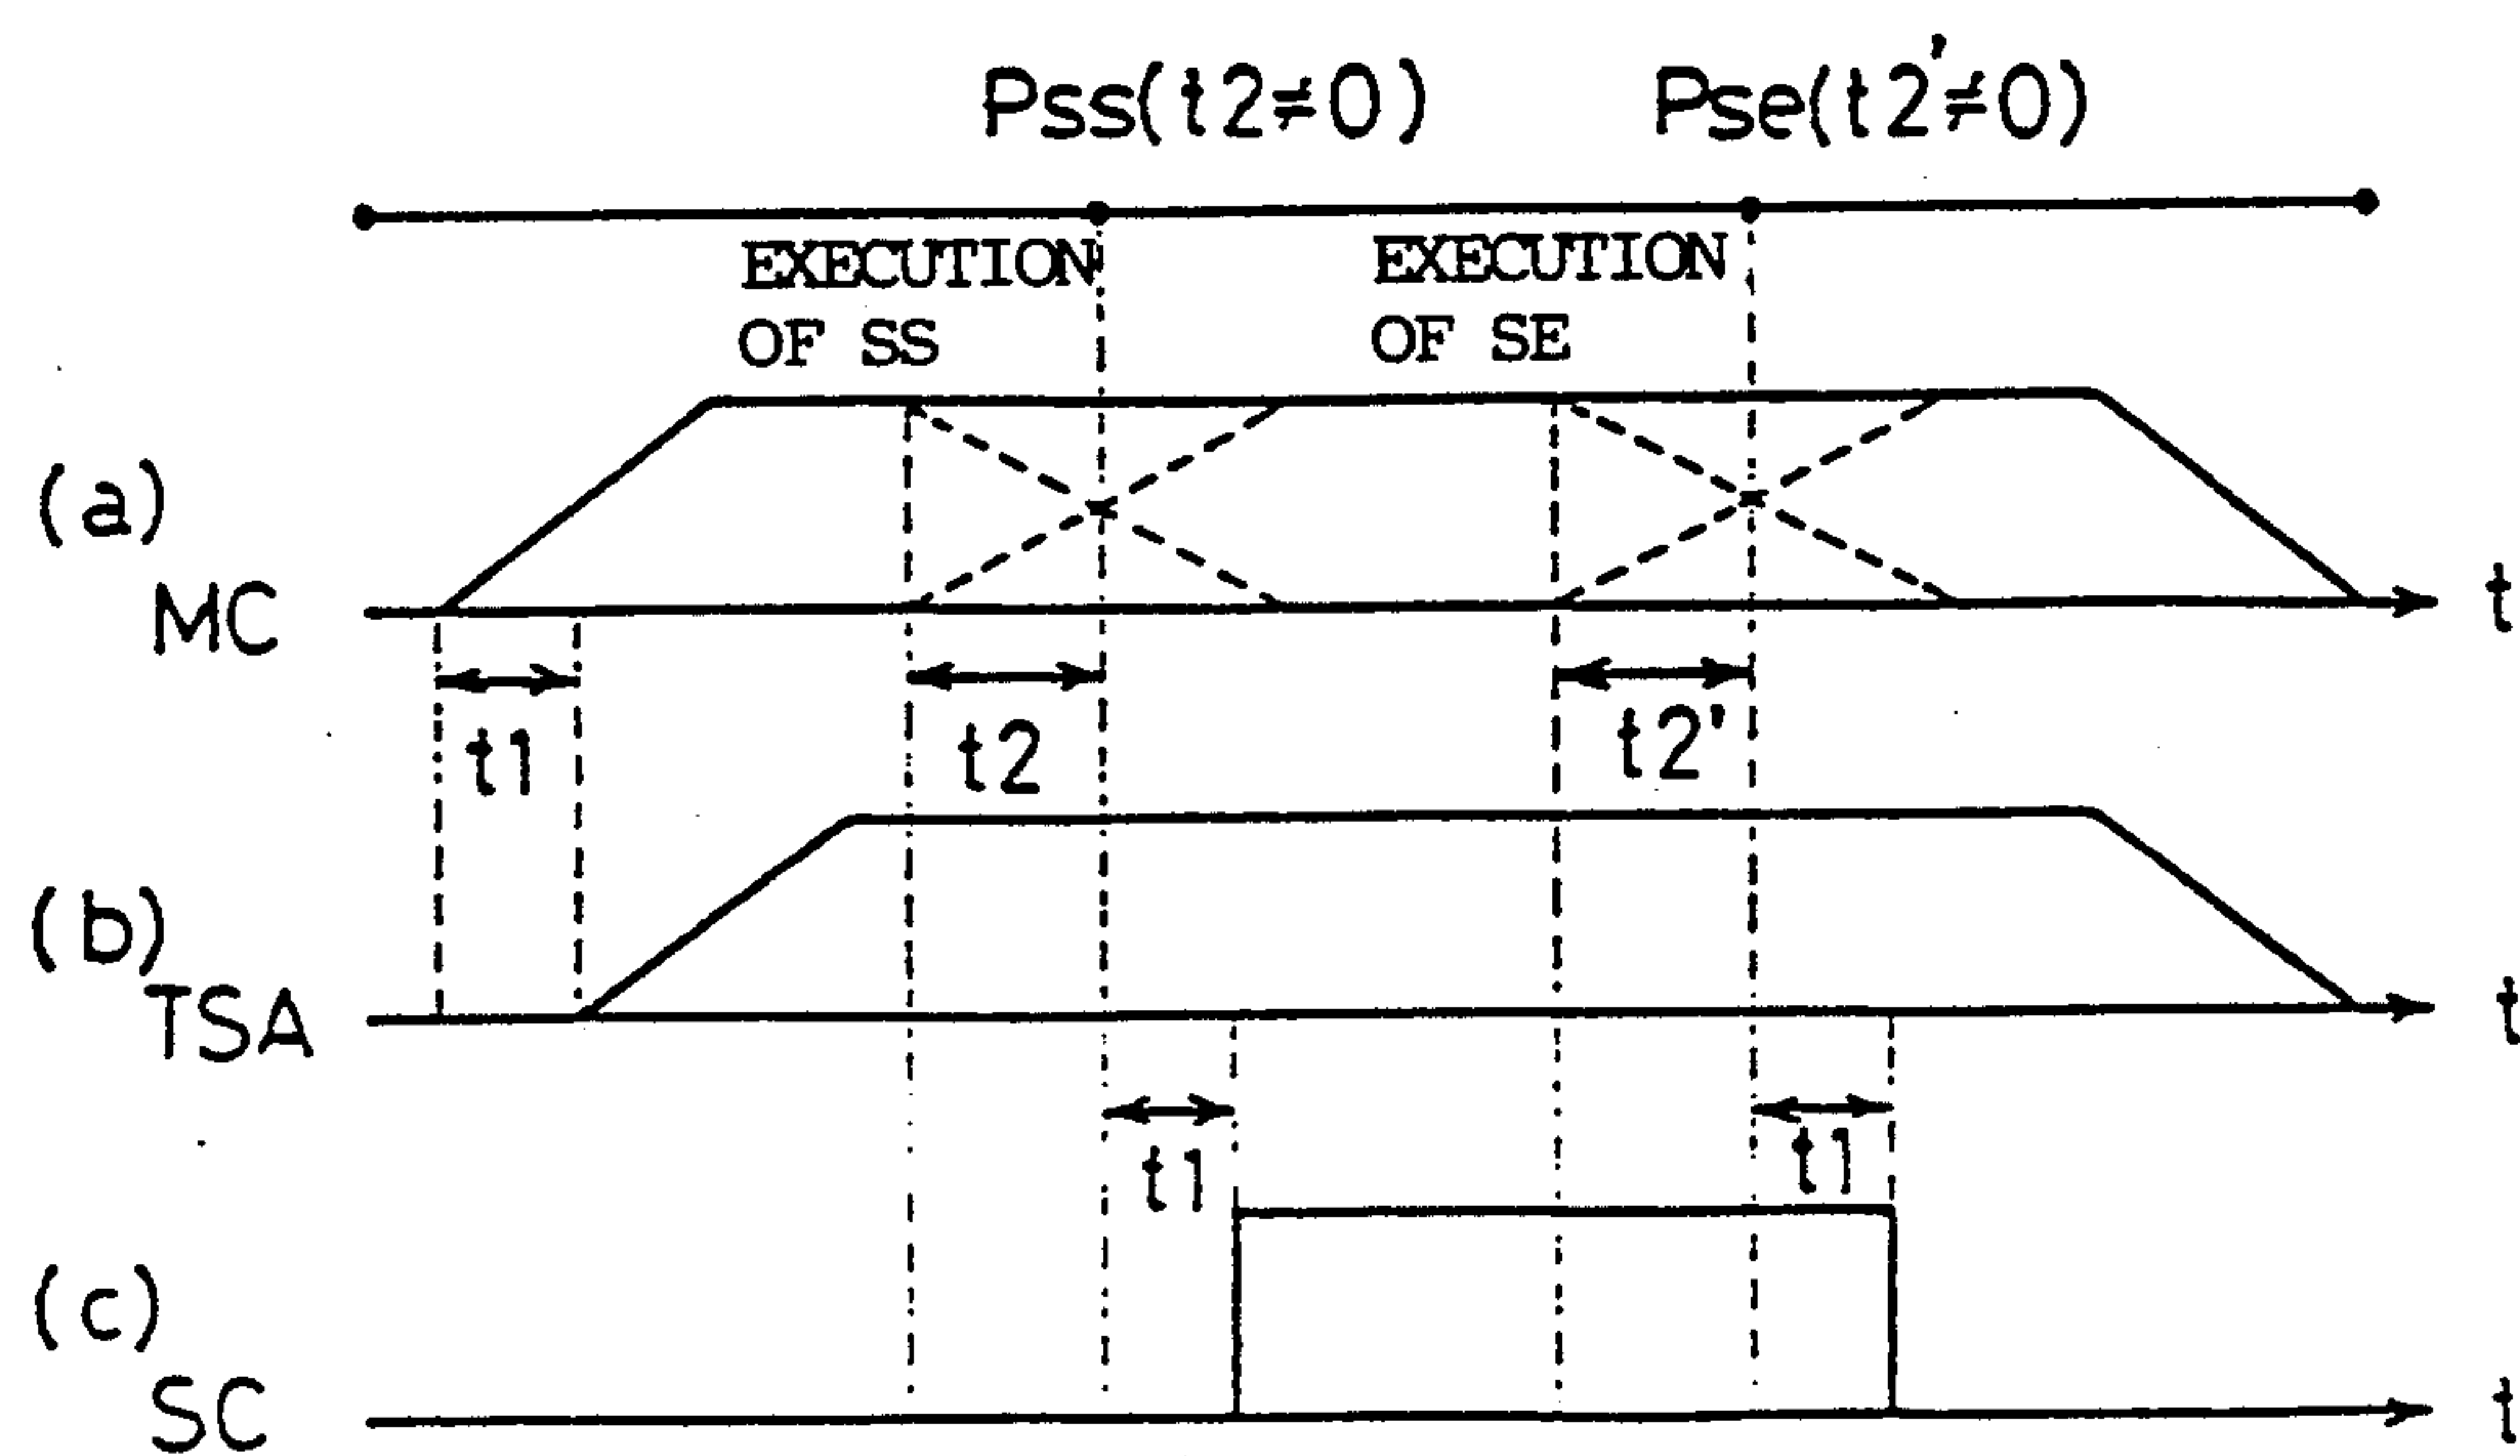 Pss(t2≠0) Pse(t2'≠0)
EXECUTION OF SS
EXECUTION OF SE
(a)
MC
t
t1
t2
t2'
(b)
TSA
t
t1
t1
(c)
SC
t